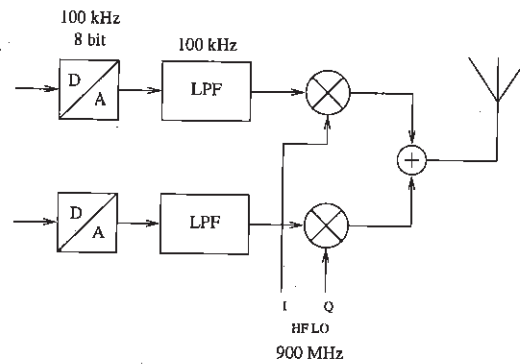 100 kHz
8 bit
100 kHz
D
A
LPF
+
D
A
LPF
I
Q
HF LO
900 MHz